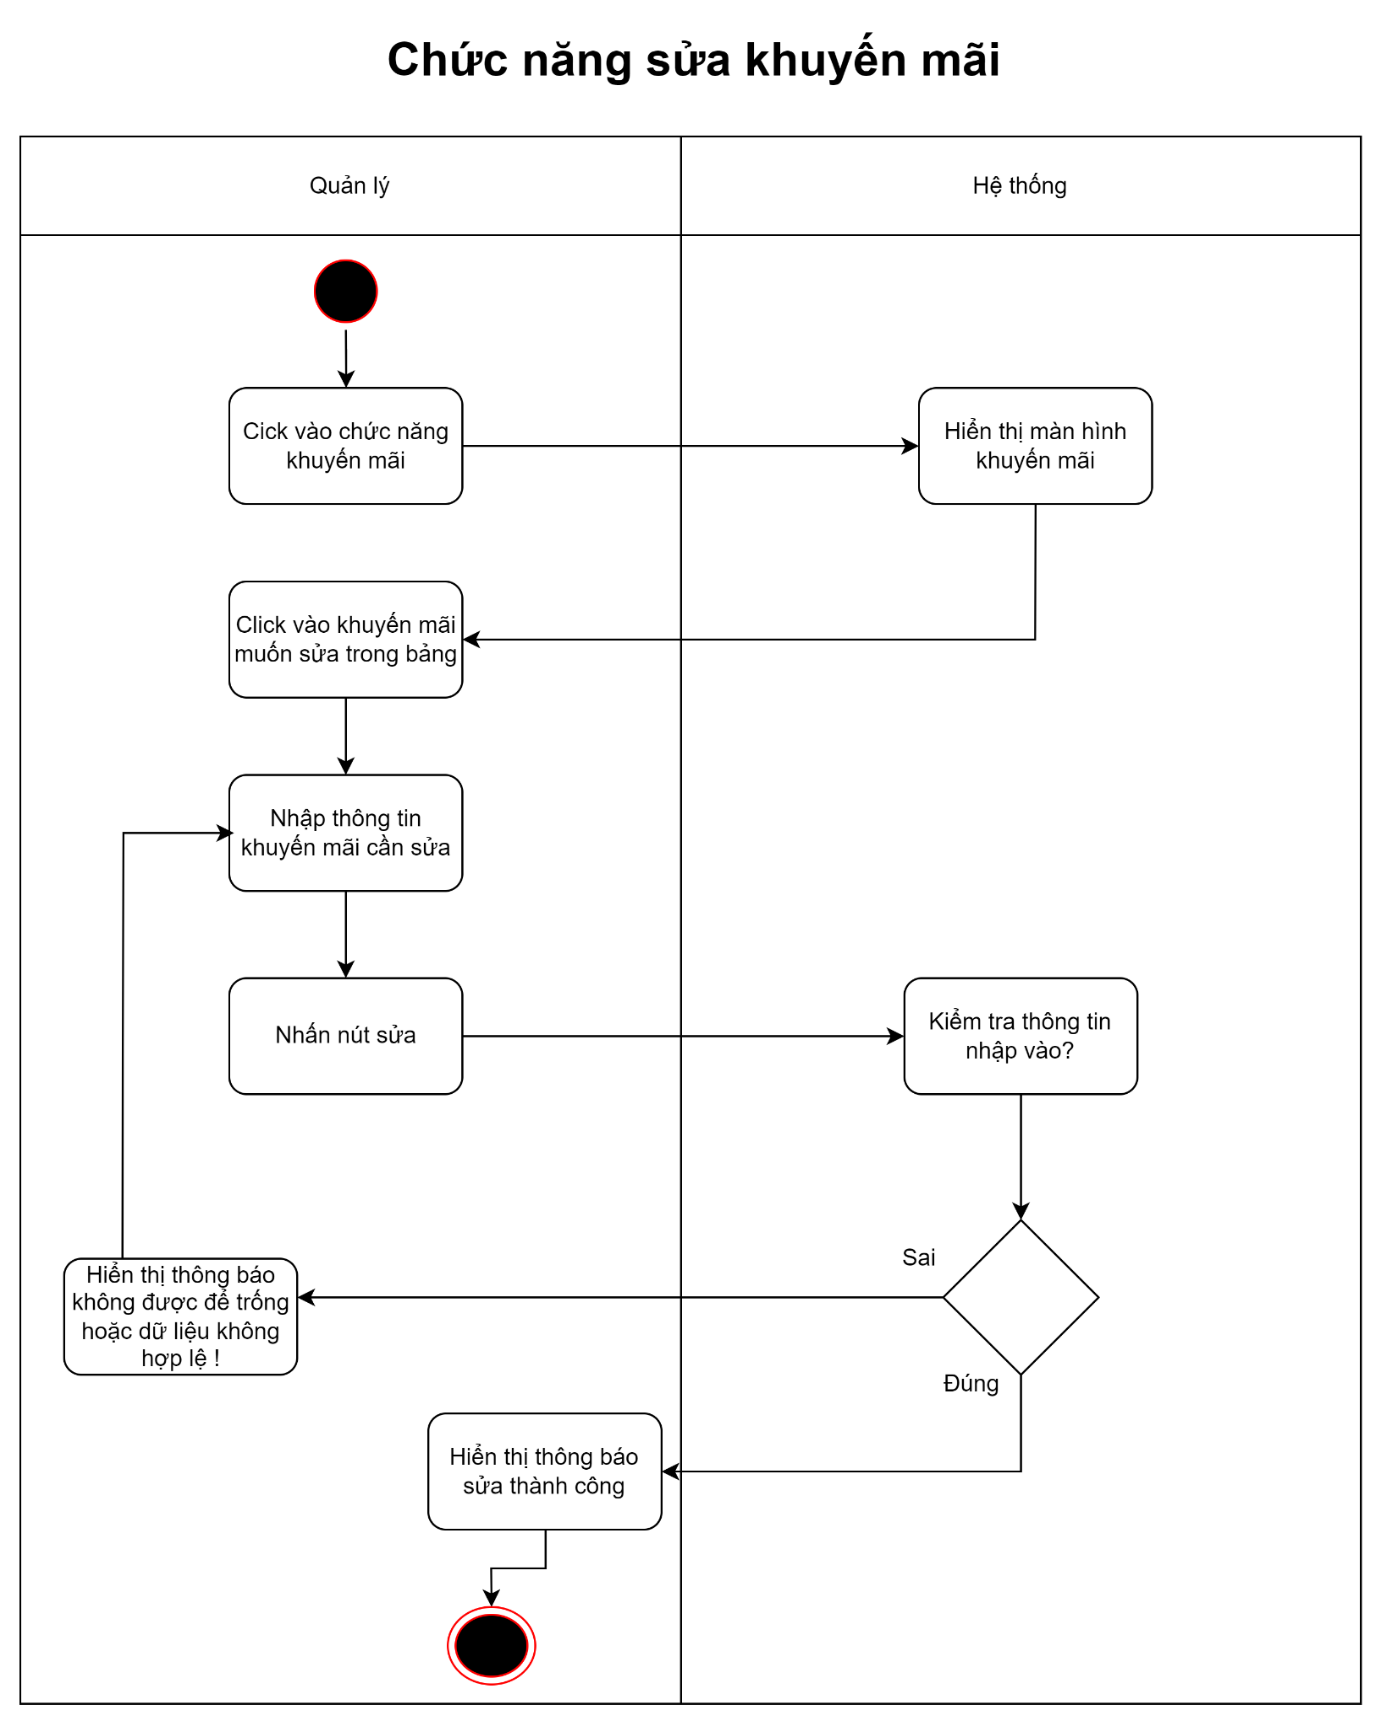 Chức năng sửa khuyến mãi
Quản lý
Hệ thống
Cick vào chức năng
khuyến mãi
Hiển thị màn hình
khuyến mãi
Click vào khuyến mãi
muốn sửa trong bảng
Nhập thông tin
khuyến mãi cần sửa
Nhấn nút sửa
Kiểm tra thông tin
nhập vào?
Sai
Hiển thị thông báo
không được để trống
hoặc dữ liệu không
hợp lệ !
Đúng
Hiển thị thông báo
sửa thành công